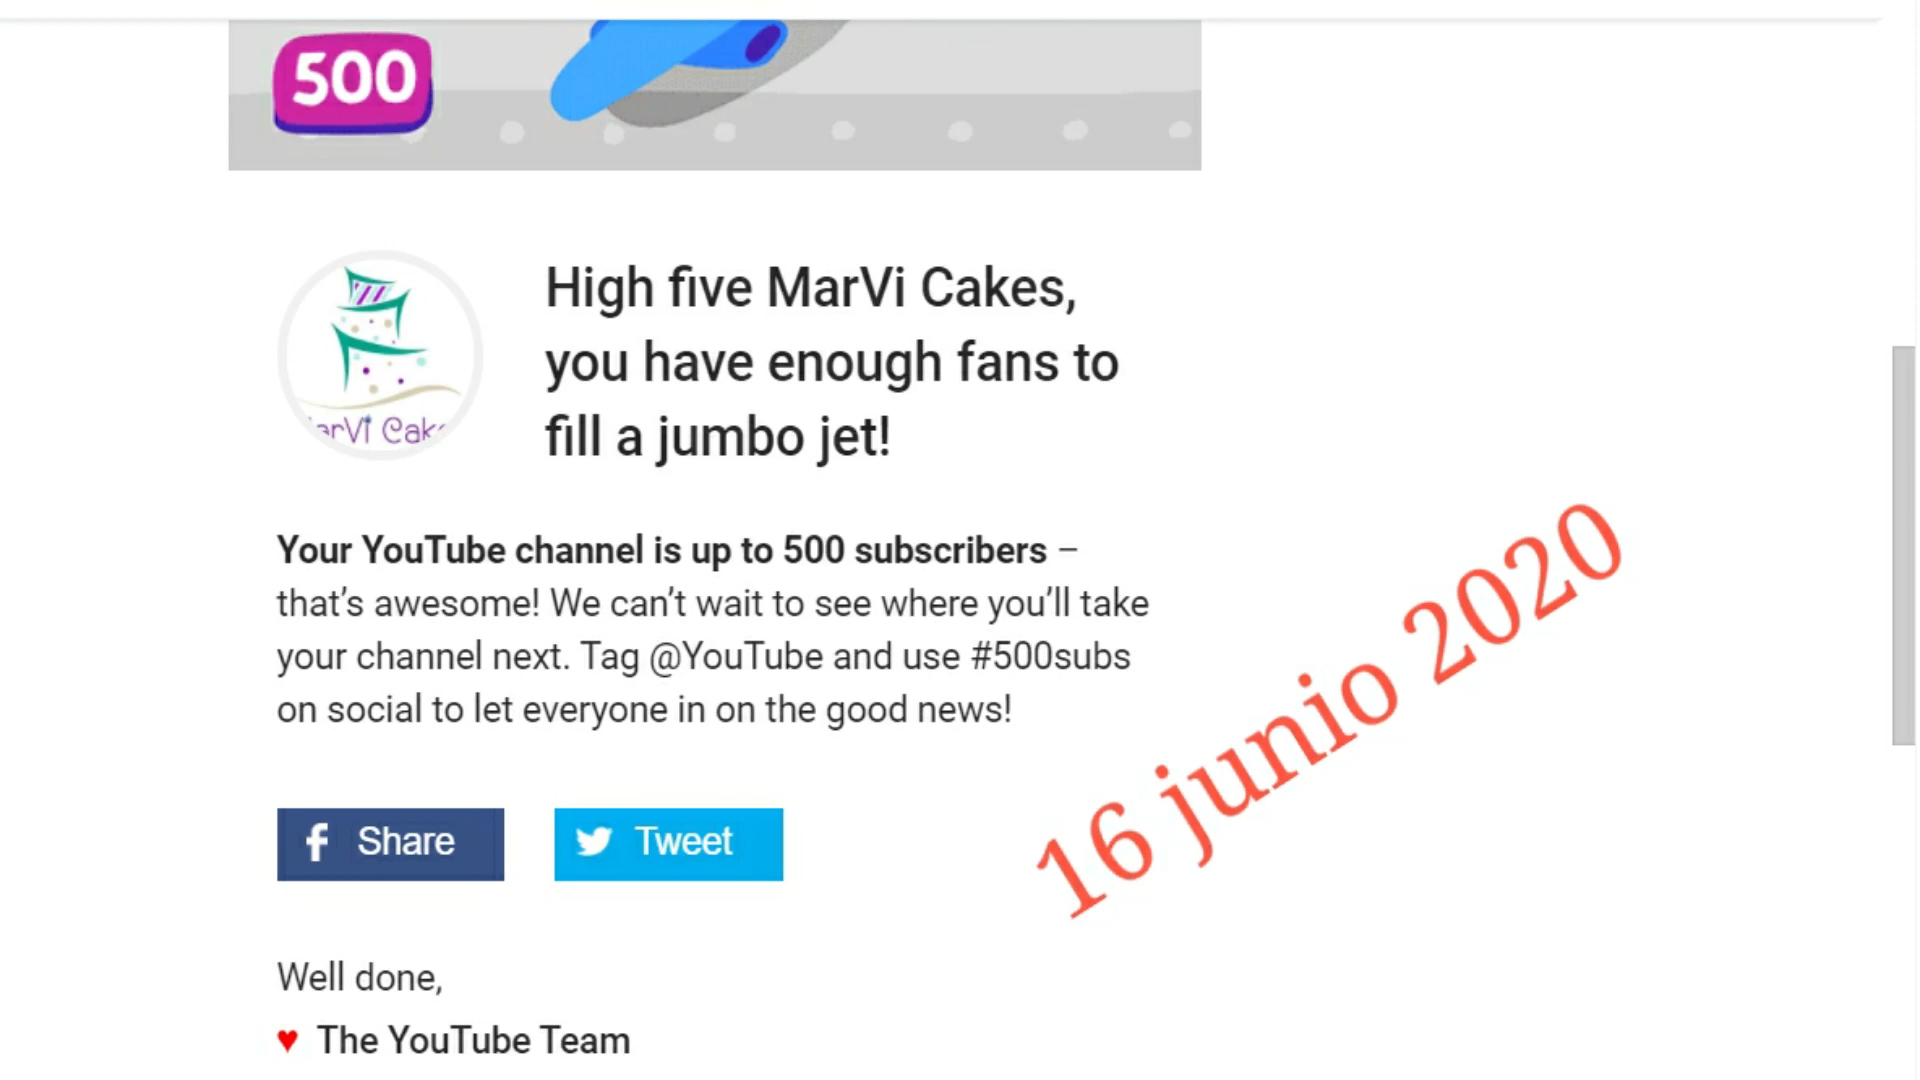 500
High five MarVi Cakes,
you have enough fans to
fill a jumbo jet!
arVi Cak
Your YouTube channel is up to 500 subscribers –
that’s awesome! We can’t wait to see where you’ll take
your channel next. Tag @YouTube and use #500subs
on social to let everyone in on the good news!
16 junio 2020
f Share
Tweet
Well done,
♥ The YouTube Team